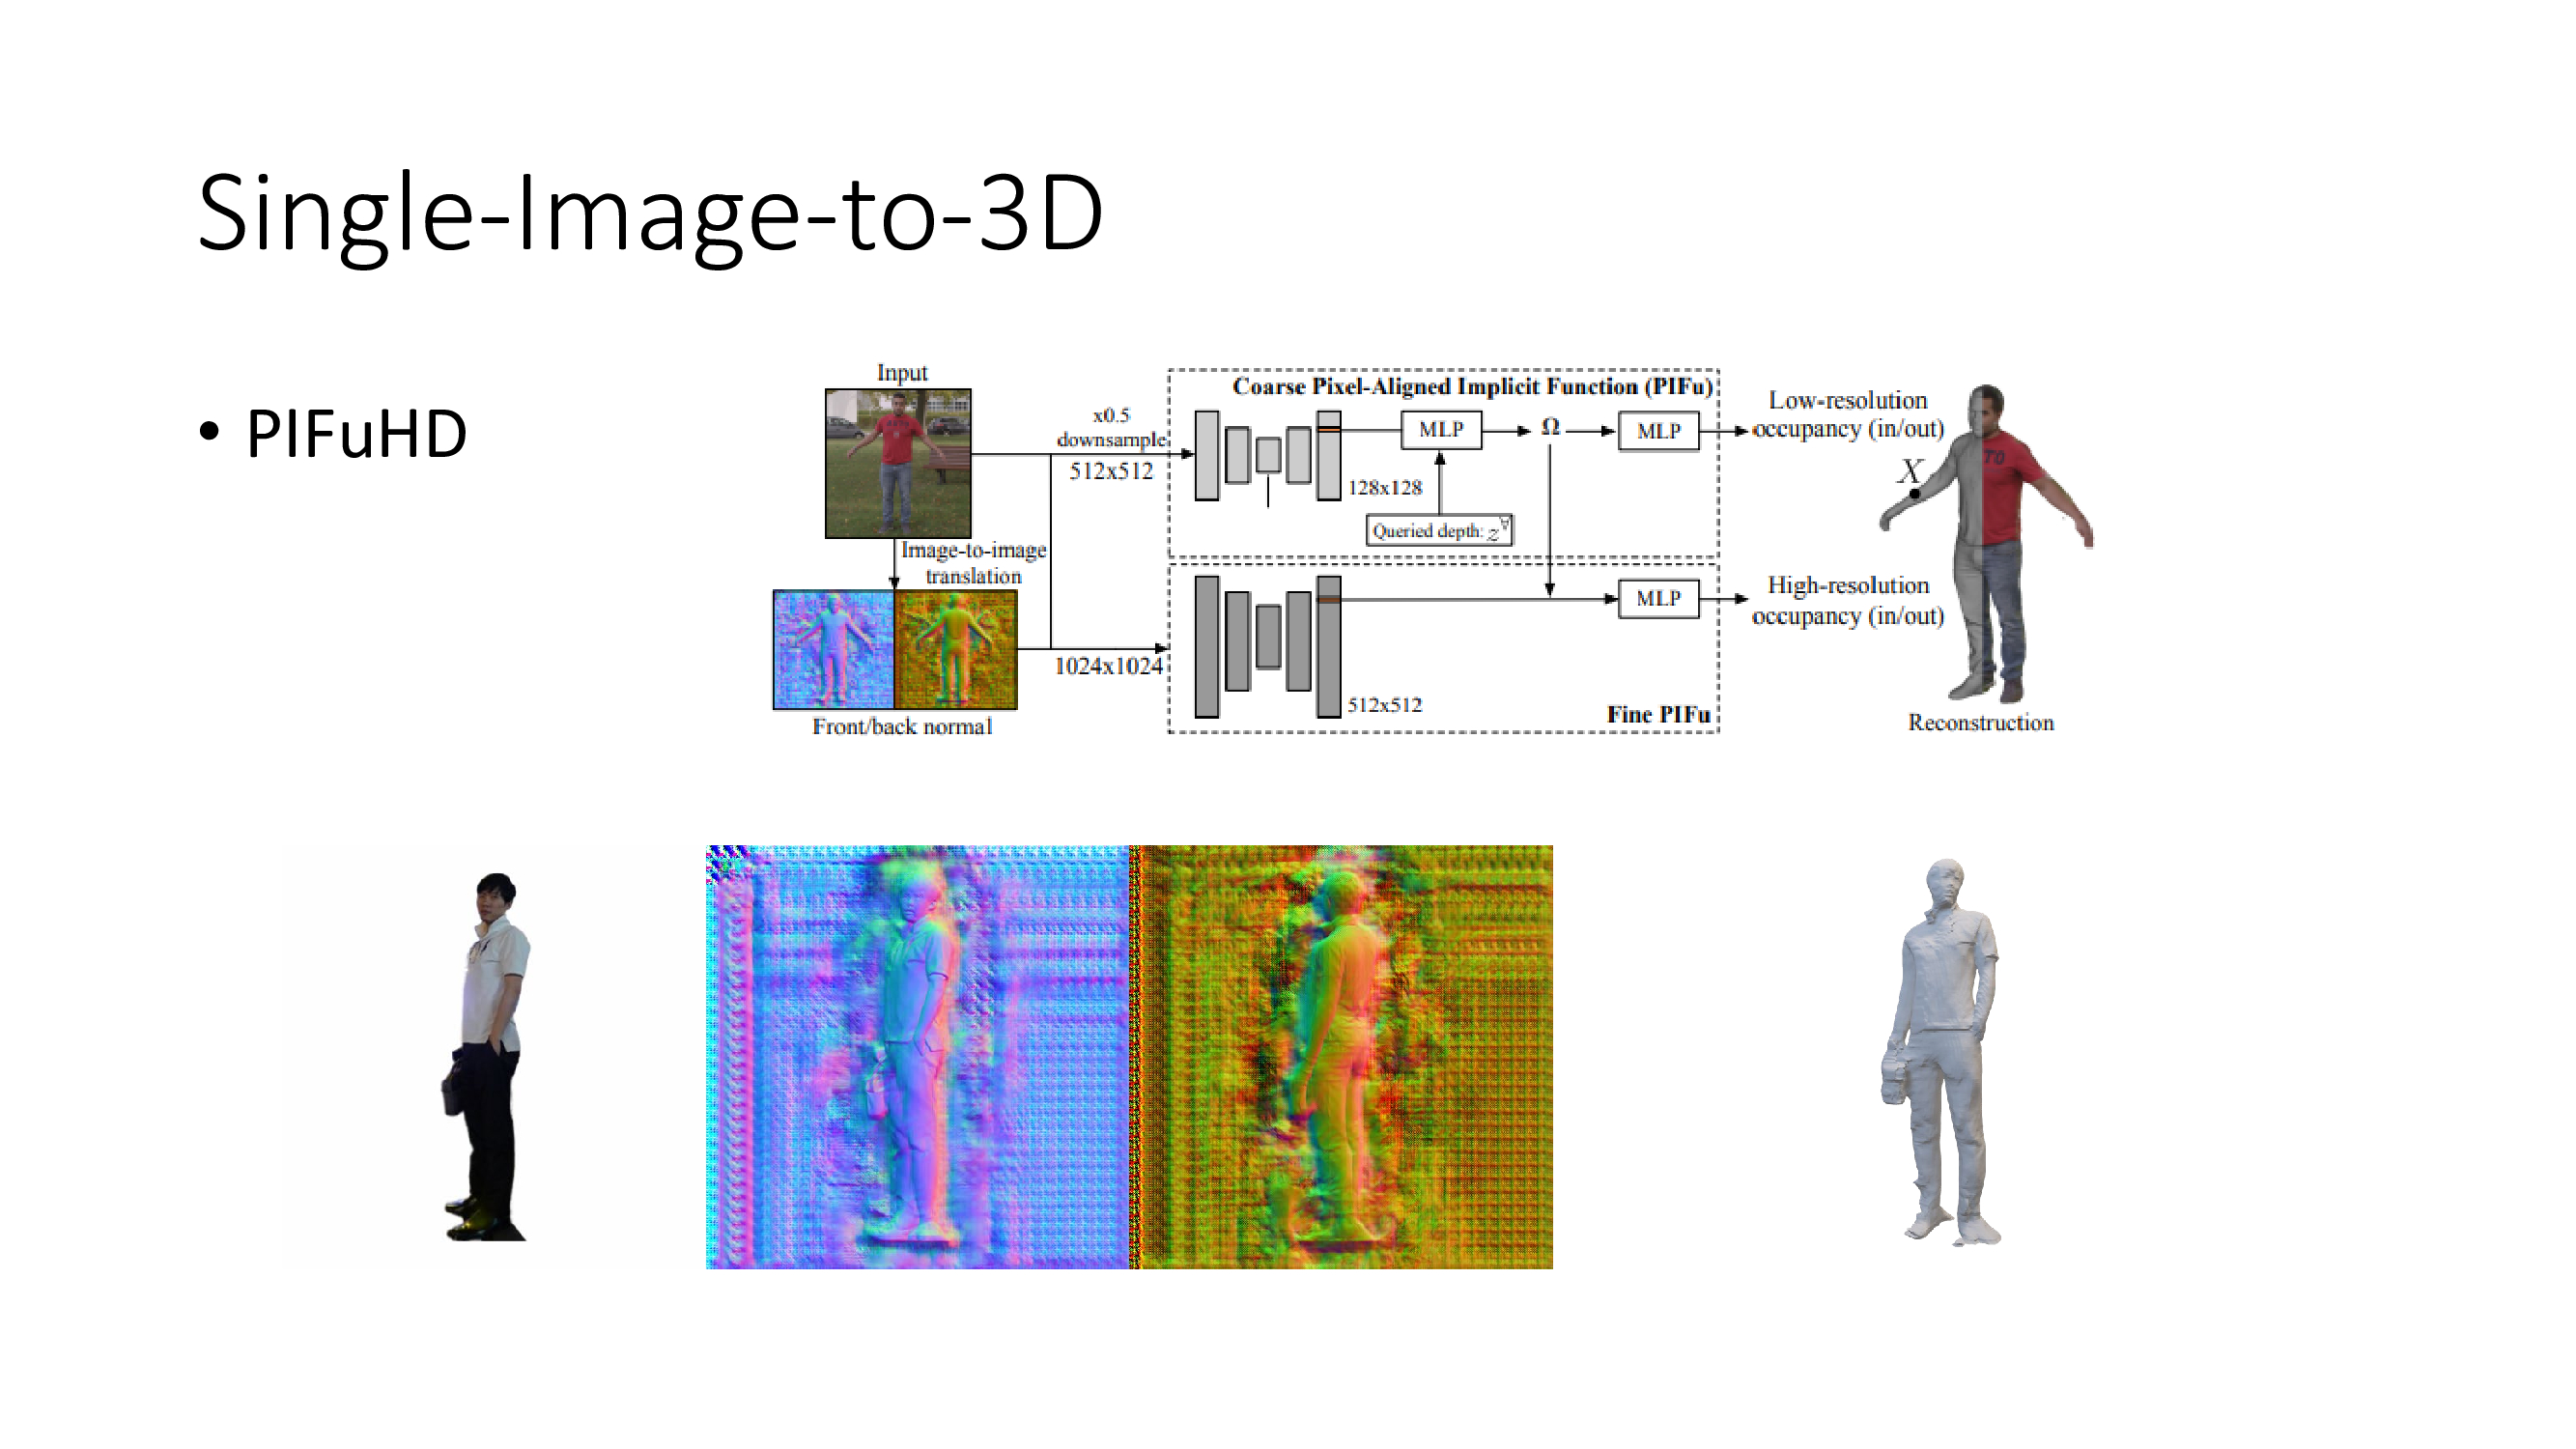 Single-Image-to-3D
• PIFuHD
Input
x0.5
downsample
512x512
Coarse Pixel-Aligned Implicit Function (PIFu)
MLP
Ω
MLP
128x128
Queried depth: z
Low-resolution
occupancy (in/out)
X
Image-to-image
translation
1024x1024
Front/back normal
MLP
512x512
Fine PIFu
High-resolution
occupancy (in/out)
TO
Reconstruction